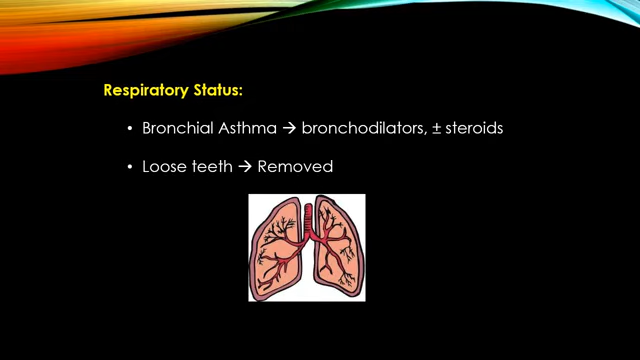 Respiratory Status:
• Bronchial Asthma → bronchodilators, ± steroids
• Loose teeth → Removed